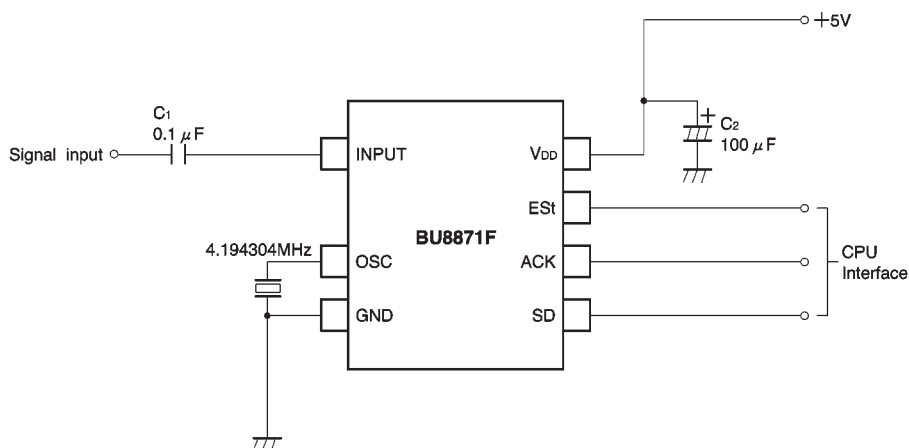 +5V
C1
0.1 μF
Signal input
INPUT
VDD
+
C2
100 μF
ESt
BU8871F
4.194304MHz
OSC
ACK
CPU
Interface
GND
SD